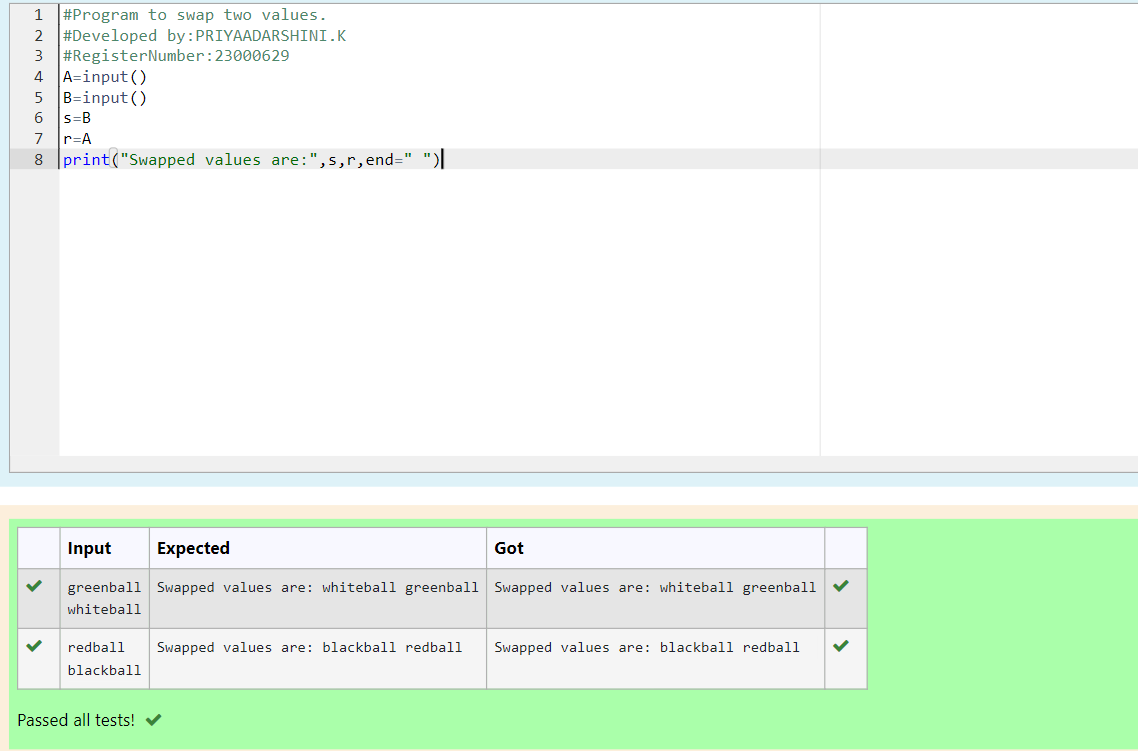 1 #Program to swap two values.
2 #Developed by:PRIYAADARSHINI.K
3 #RegisterNumber:23000629
4 A=input()
5 B=input()
6 s=B
7 r=A
8 print("Swapped values are:",s,r,end=" ")
Input Expected Got
greenball Swapped values are: whiteball greenball Swapped values are: whiteball greenball
whiteball
redball Swapped values are: blackball redball Swapped values are: blackball redball
blackball
Passed all tests!